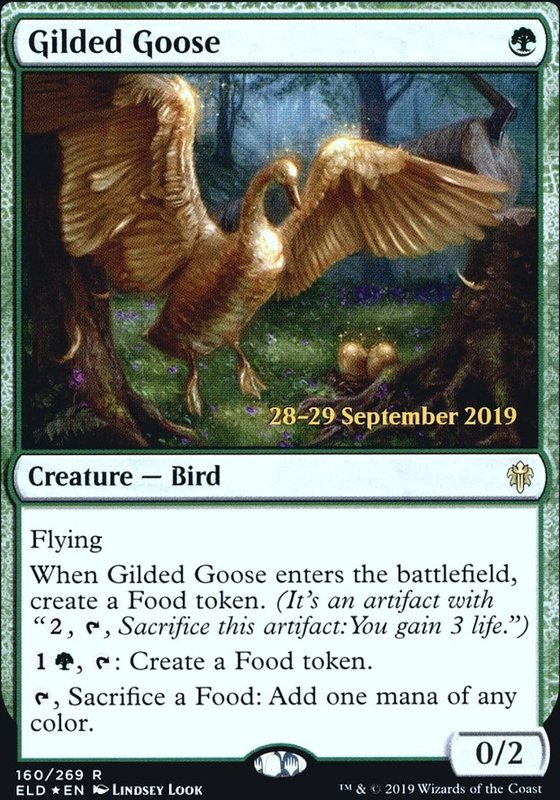 Gilded Goose
28–29 September 2019
Creature — Bird
Flying
When Gilded Goose enters the battlefield,
create a Food token. (It's an artifact with
“2, , Sacrifice this artifact:You gain 3 life.”)
1 , : Create a Food token.
, Sacrifice a Food: Add one mana of any
color.
0/2
160/269 R
ELD ★ EN Lindsey Look
™ & © 2019 Wizards of the Coast